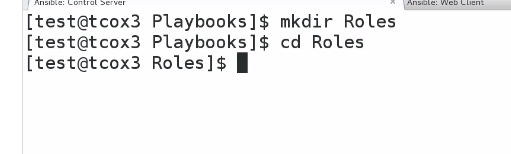 Ansible: Control Server × Ansible: Web Client
[test@tcox3 Playbooks]$ mkdir Roles
[test@tcox3 Playbooks]$ cd Roles
[test@tcox3 Roles]$